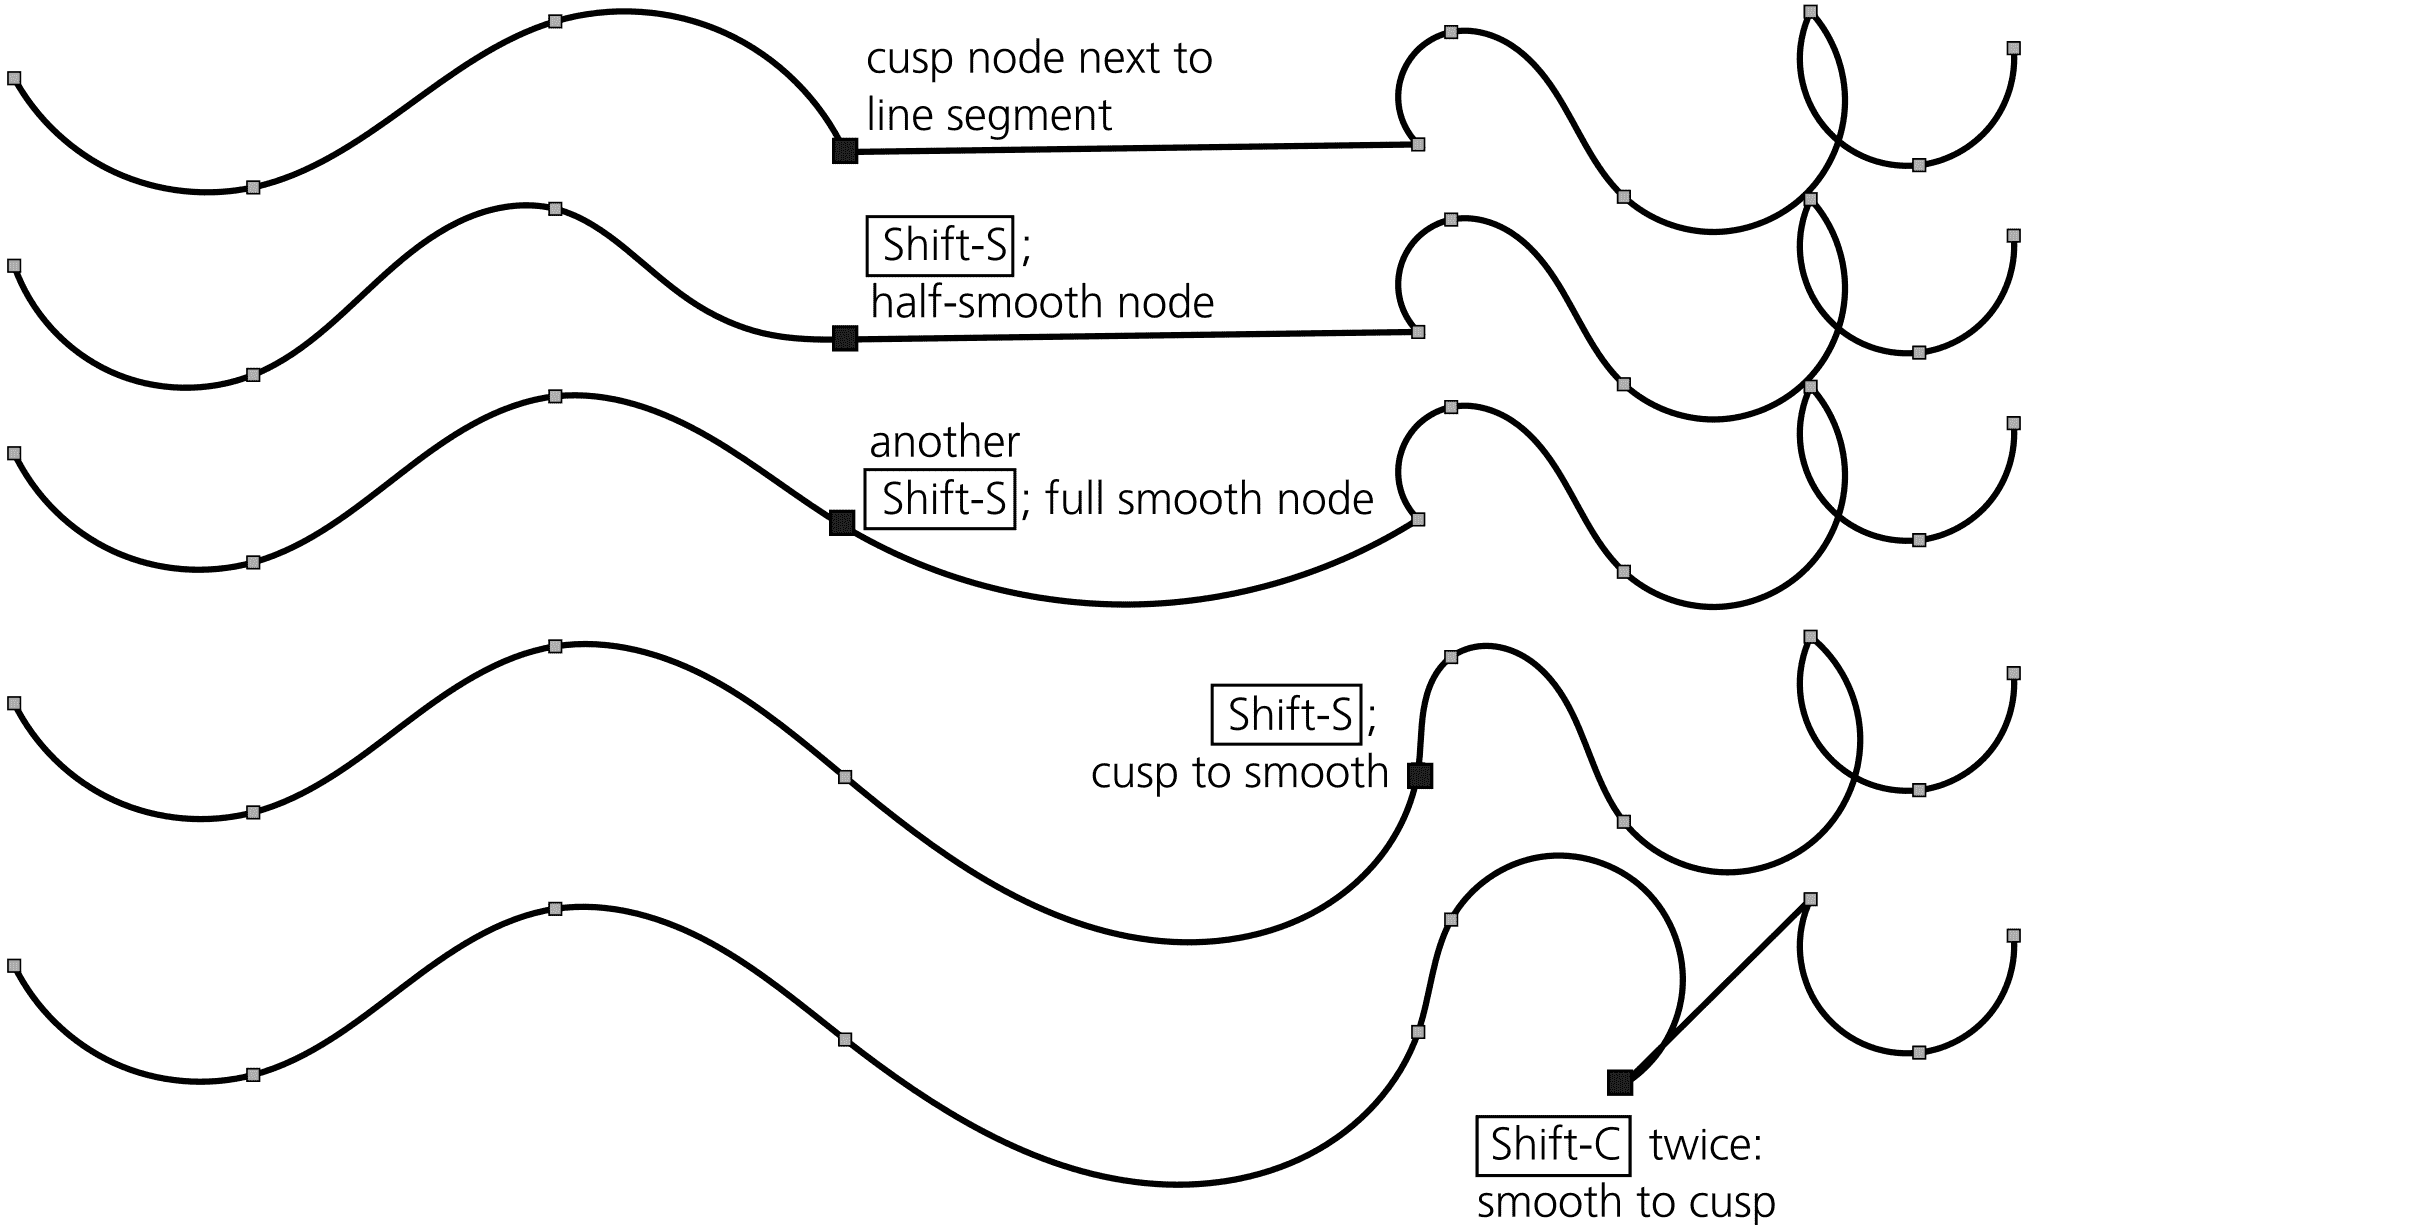 cusp node next to
line segment
Shift-S;
half-smooth node
another
Shift-S; full smooth node
Shift-S;
cusp to smooth
Shift-C twice:
smooth to cusp